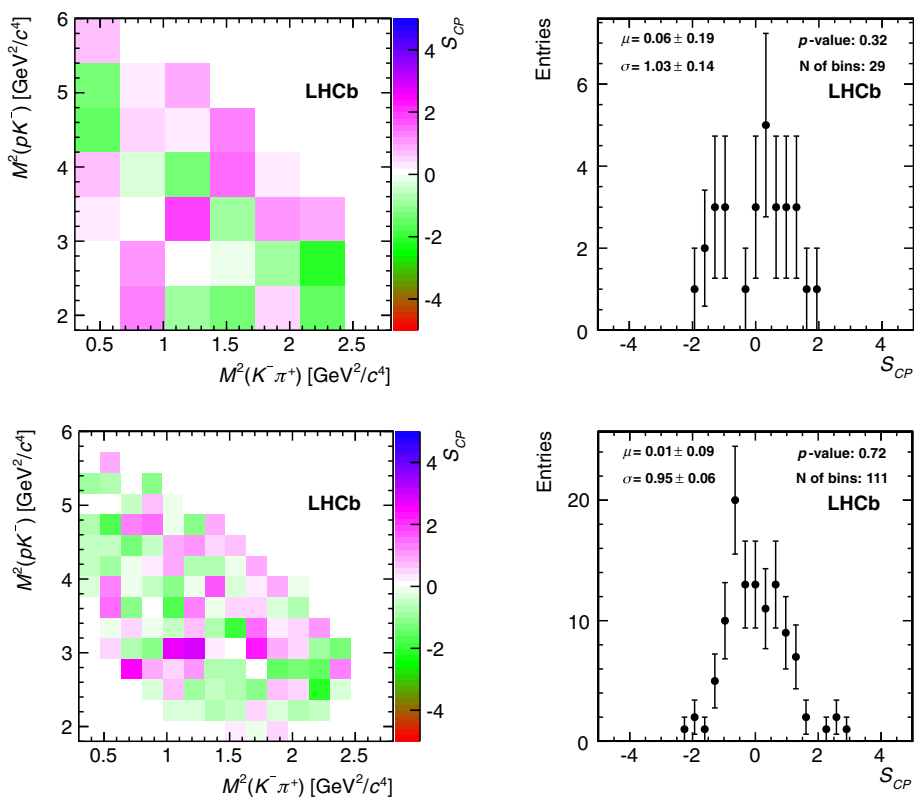 M²(pK⁻) [GeV²/c⁴]
6
5
4
3
2
LHCb
0.5 1 1.5 2 2.5
M²(K⁻π⁺) [GeV²/c⁴]
S_CP
4
2
0
-2
-4
Entries
6
4
2
0
μ= 0.06± 0.19
σ= 1.03± 0.14
p-value: 0.32
N of bins: 29
LHCb
-4 -2 0 2 4
S_CP
M²(pK⁻) [GeV²/c⁴]
6
5
4
3
2
LHCb
0.5 1 1.5 2 2.5
M²(K⁻π⁺) [GeV²/c⁴]
S_CP
4
2
0
-2
-4
Entries
20
10
0
μ= 0.01± 0.09
σ= 0.95± 0.06
p-value: 0.72
N of bins: 111
LHCb
-4 -2 0 2 4
S_CP